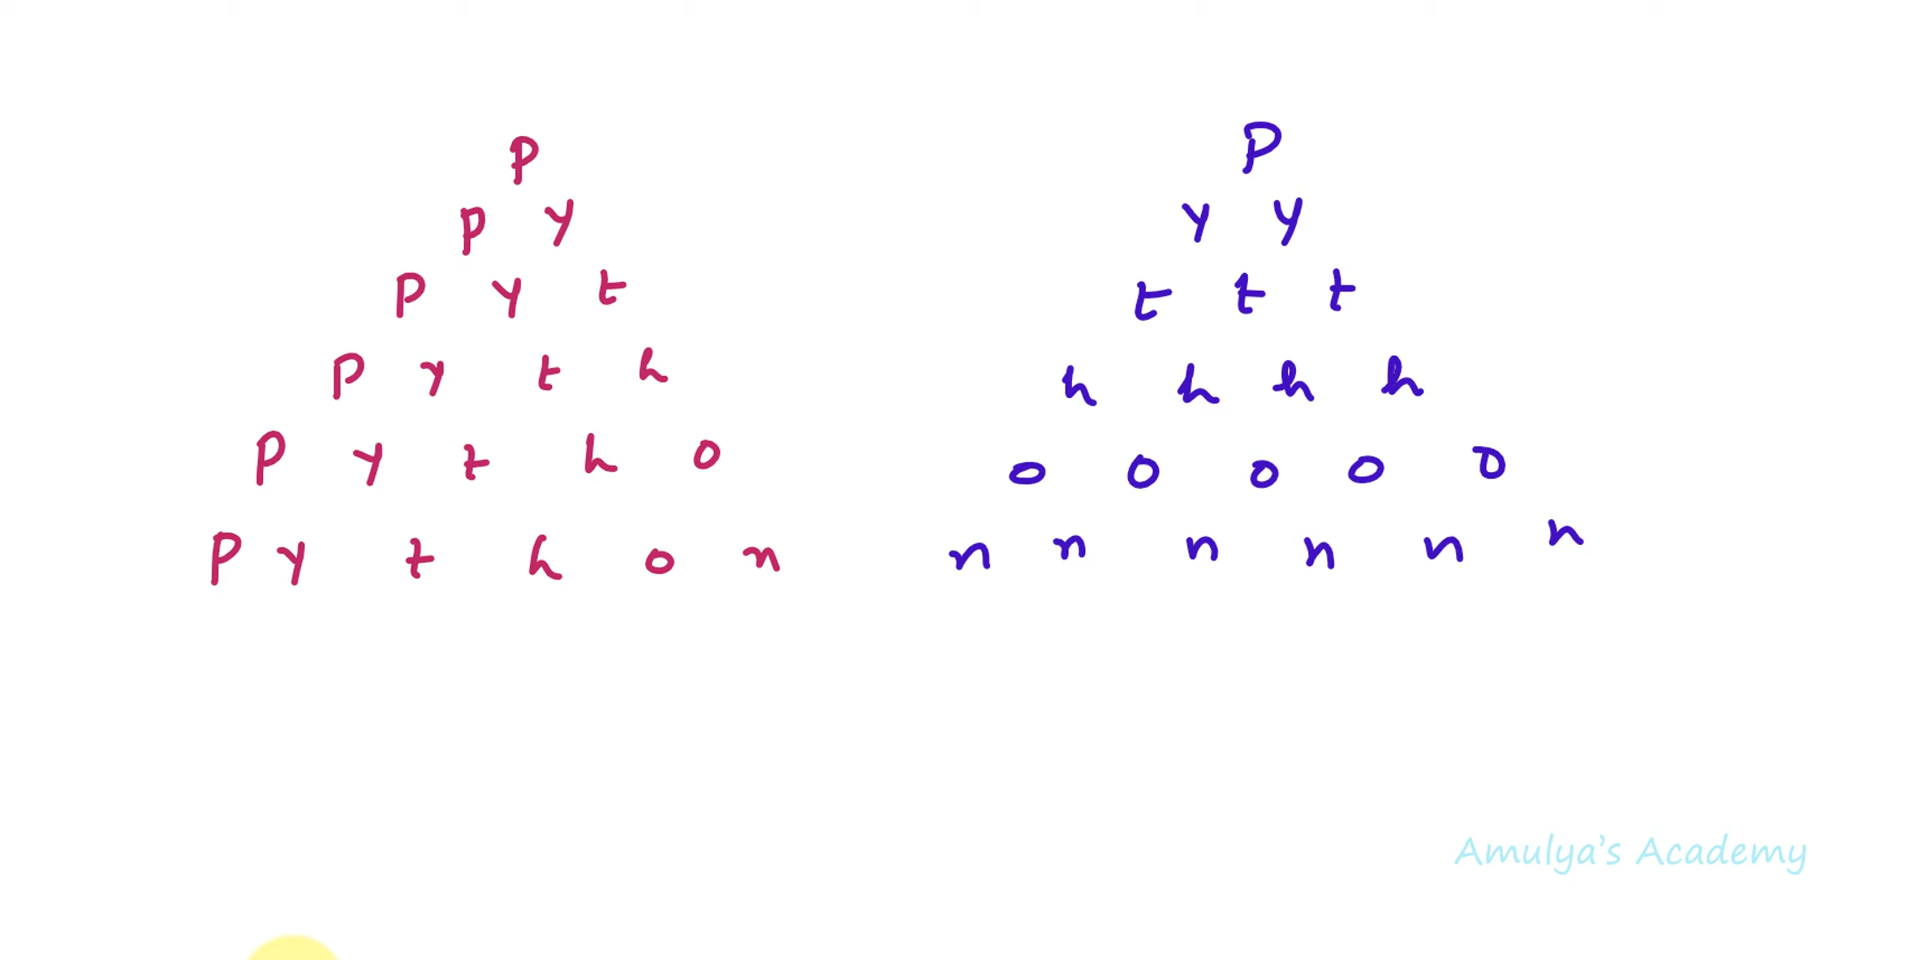 P
P y
P y t
P y t h
P y t h o
P y t h o n
P
y y
t t t
h h h h
o o o o o
n n n n n n
Amulya's Academy